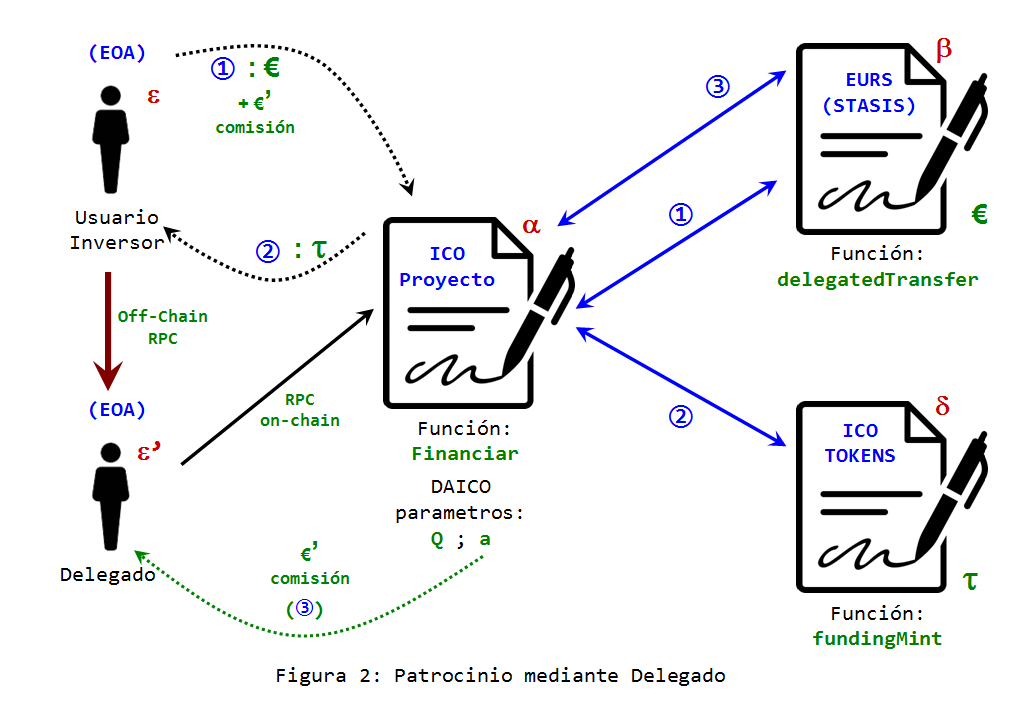 (EOA)
ε
① : €
+ €’
comisión
Usuario
Inversor
② : τ
Off-Chain
RPC
(EOA)
ε’
Delegado
RPC
on-chain
€’
comisión
(③)
α
ICO
Proyecto
Función:
Financiar
DAICO
parametros:
Q ; a
③
①
②
β
EURS
(STASIS)
€
Función:
delegatedTransfer
δ
ICO
TOKENS
τ
Función:
fundingMint
Figura 2: Patrocinio mediante Delegado